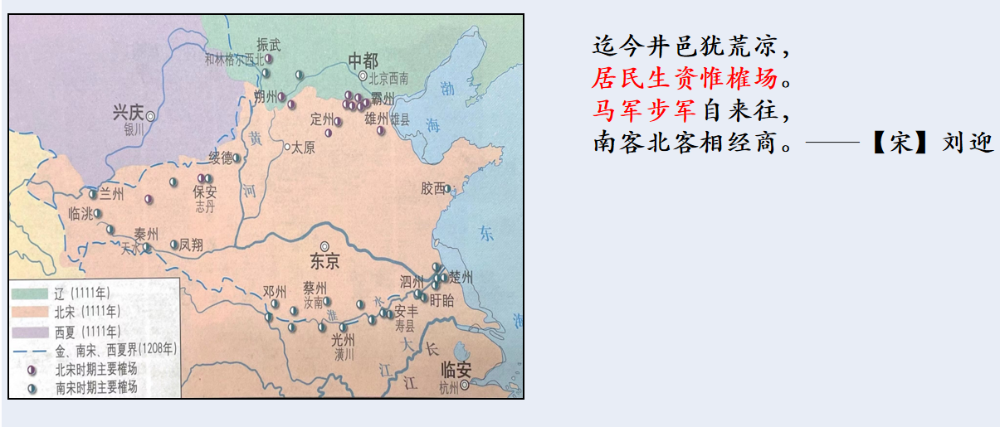 振武
和林格尔西北
中都
北京西南
渤
海
朔州
霸州
定州
雄州 雄县
兴庆
银川
黄
河
太原
绥德
兰州
保安
志丹
胶西
临洮
秦州
天水
凤翔
东京
东
海
邓州
蔡州
汝南
泗州
楚州
盱眙
淮
水
安丰
寿县
光州
潢川
大
江
长
江
临安
杭州
辽 (1111年)
北宋 (1111年)
西夏 (1111年)
金、南宋、西夏界(1208年)
北宋时期主要榷场
南宋时期主要榷场
迄今井邑犹荒凉，
居民生资惟榷场。
马军步军自来往，
南客北客相经商。——【宋】刘迎